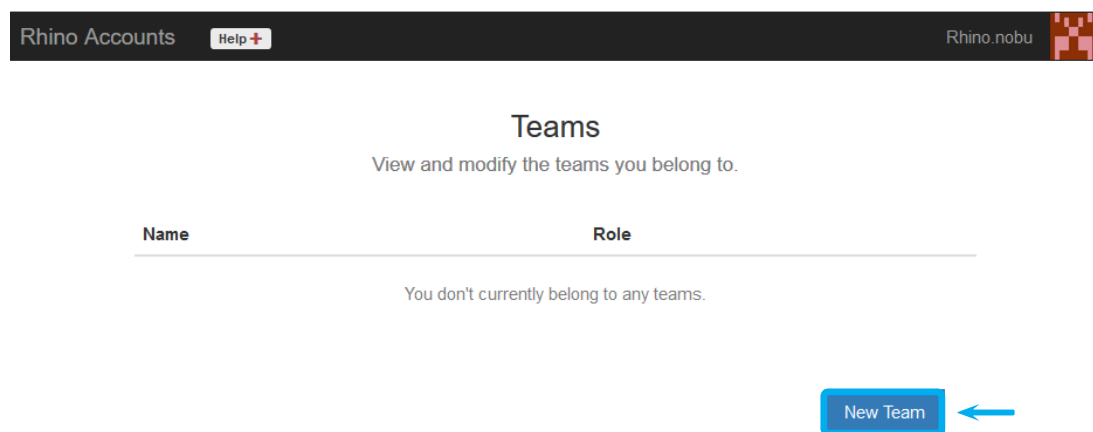 Rhino Accounts Help+ Rhino.nobu
Teams
View and modify the teams you belong to.
Name Role
You don't currently belong to any teams.
New Team